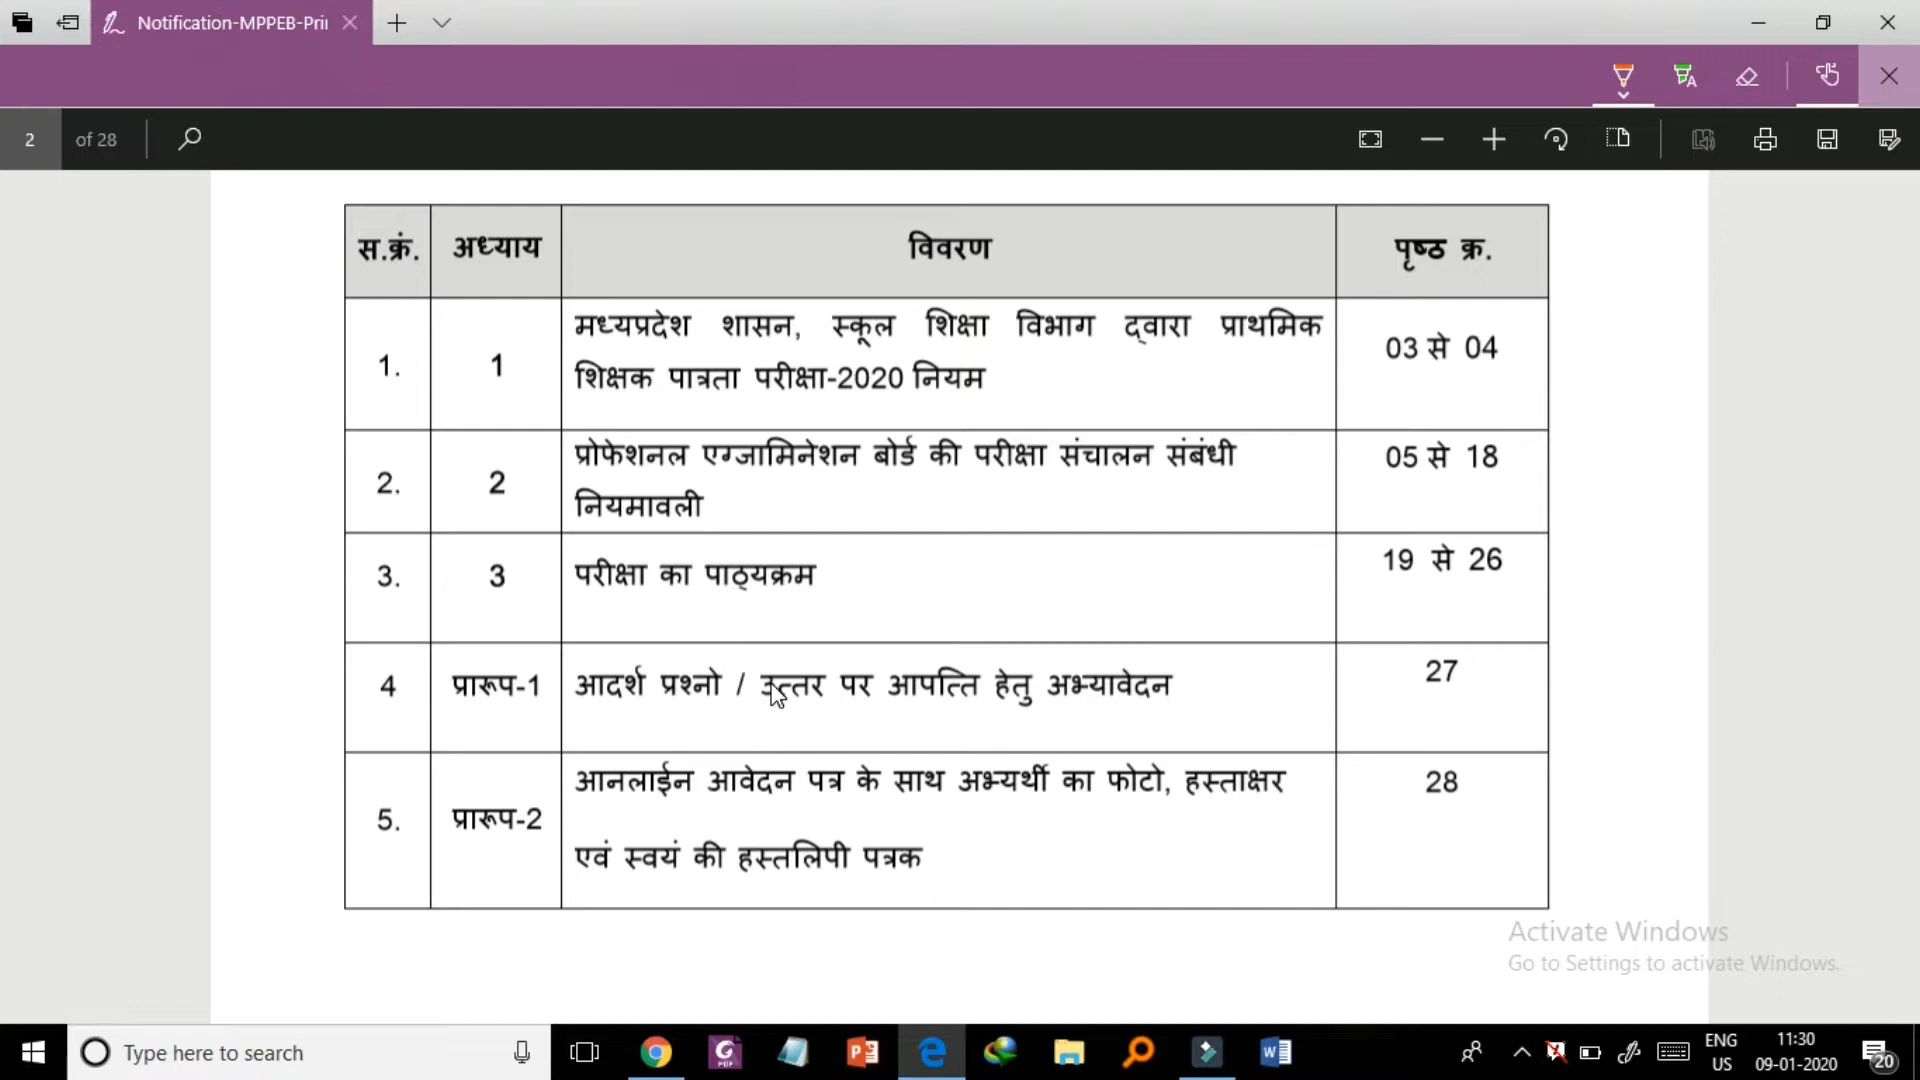 Notification-MPPEB-Pri
2 of 28
स.क्रं. अध्याय विवरण पृष्ठ क्र.
1. 1 मध्यप्रदेश शासन, स्कूल शिक्षा विभाग द्वारा प्राथमिक
शिक्षक पात्रता परीक्षा-2020 नियम 03 से 04
2. 2 प्रोफेशनल एग्जामिनेशन बोर्ड की परीक्षा संचालन संबंधी
नियमावली 05 से 18
3. 3 परीक्षा का पाठ्यक्रम 19 से 26
4 प्रारूप-1 आदर्श प्रश्नो / उत्तर पर आपत्ति हेतु अभ्यावेदन 27
5. प्रारूप-2 आनलाईन आवेदन पत्र के साथ अभ्यर्थी का फोटो, हस्ताक्षर
एवं स्वयं की हस्तलिपी पत्रक 28
Activate Windows
Go to Settings to activate Windows.
Type here to search
ENG
US
11:30
09-01-2020
20